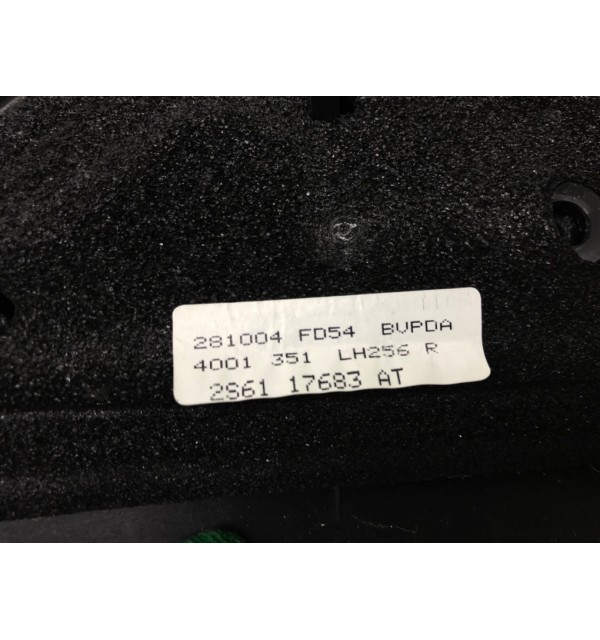 281004 FD54 BVPDA
4001 351 LH256 R
2S61 17683 AT